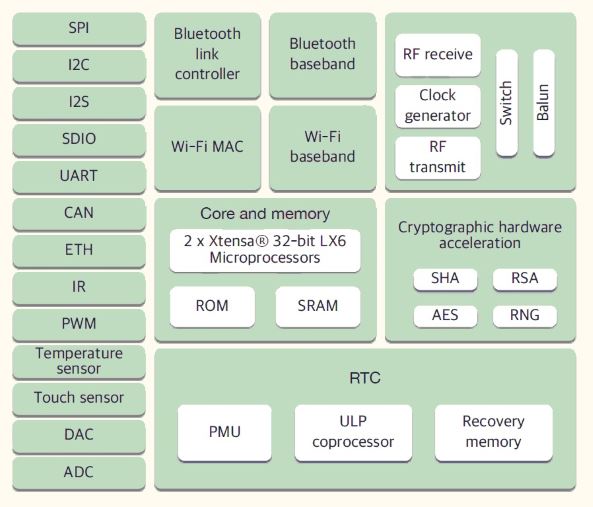 SPI
I2C
I2S
SDIO
UART
CAN
ETH
IR
PWM
Temperature
sensor
Touch sensor
DAC
ADC
Bluetooth
link
controller
Bluetooth
baseband
Wi-Fi MAC
Wi-Fi
baseband
RF receive
Clock
generator
RF
transmit
Switch
Balun
Core and memory
2 x Xtensa® 32-bit LX6
Microprocessors
ROM
SRAM
Cryptographic hardware
acceleration
SHA
RSA
AES
RNG
RTC
PMU
ULP
coprocessor
Recovery
memory